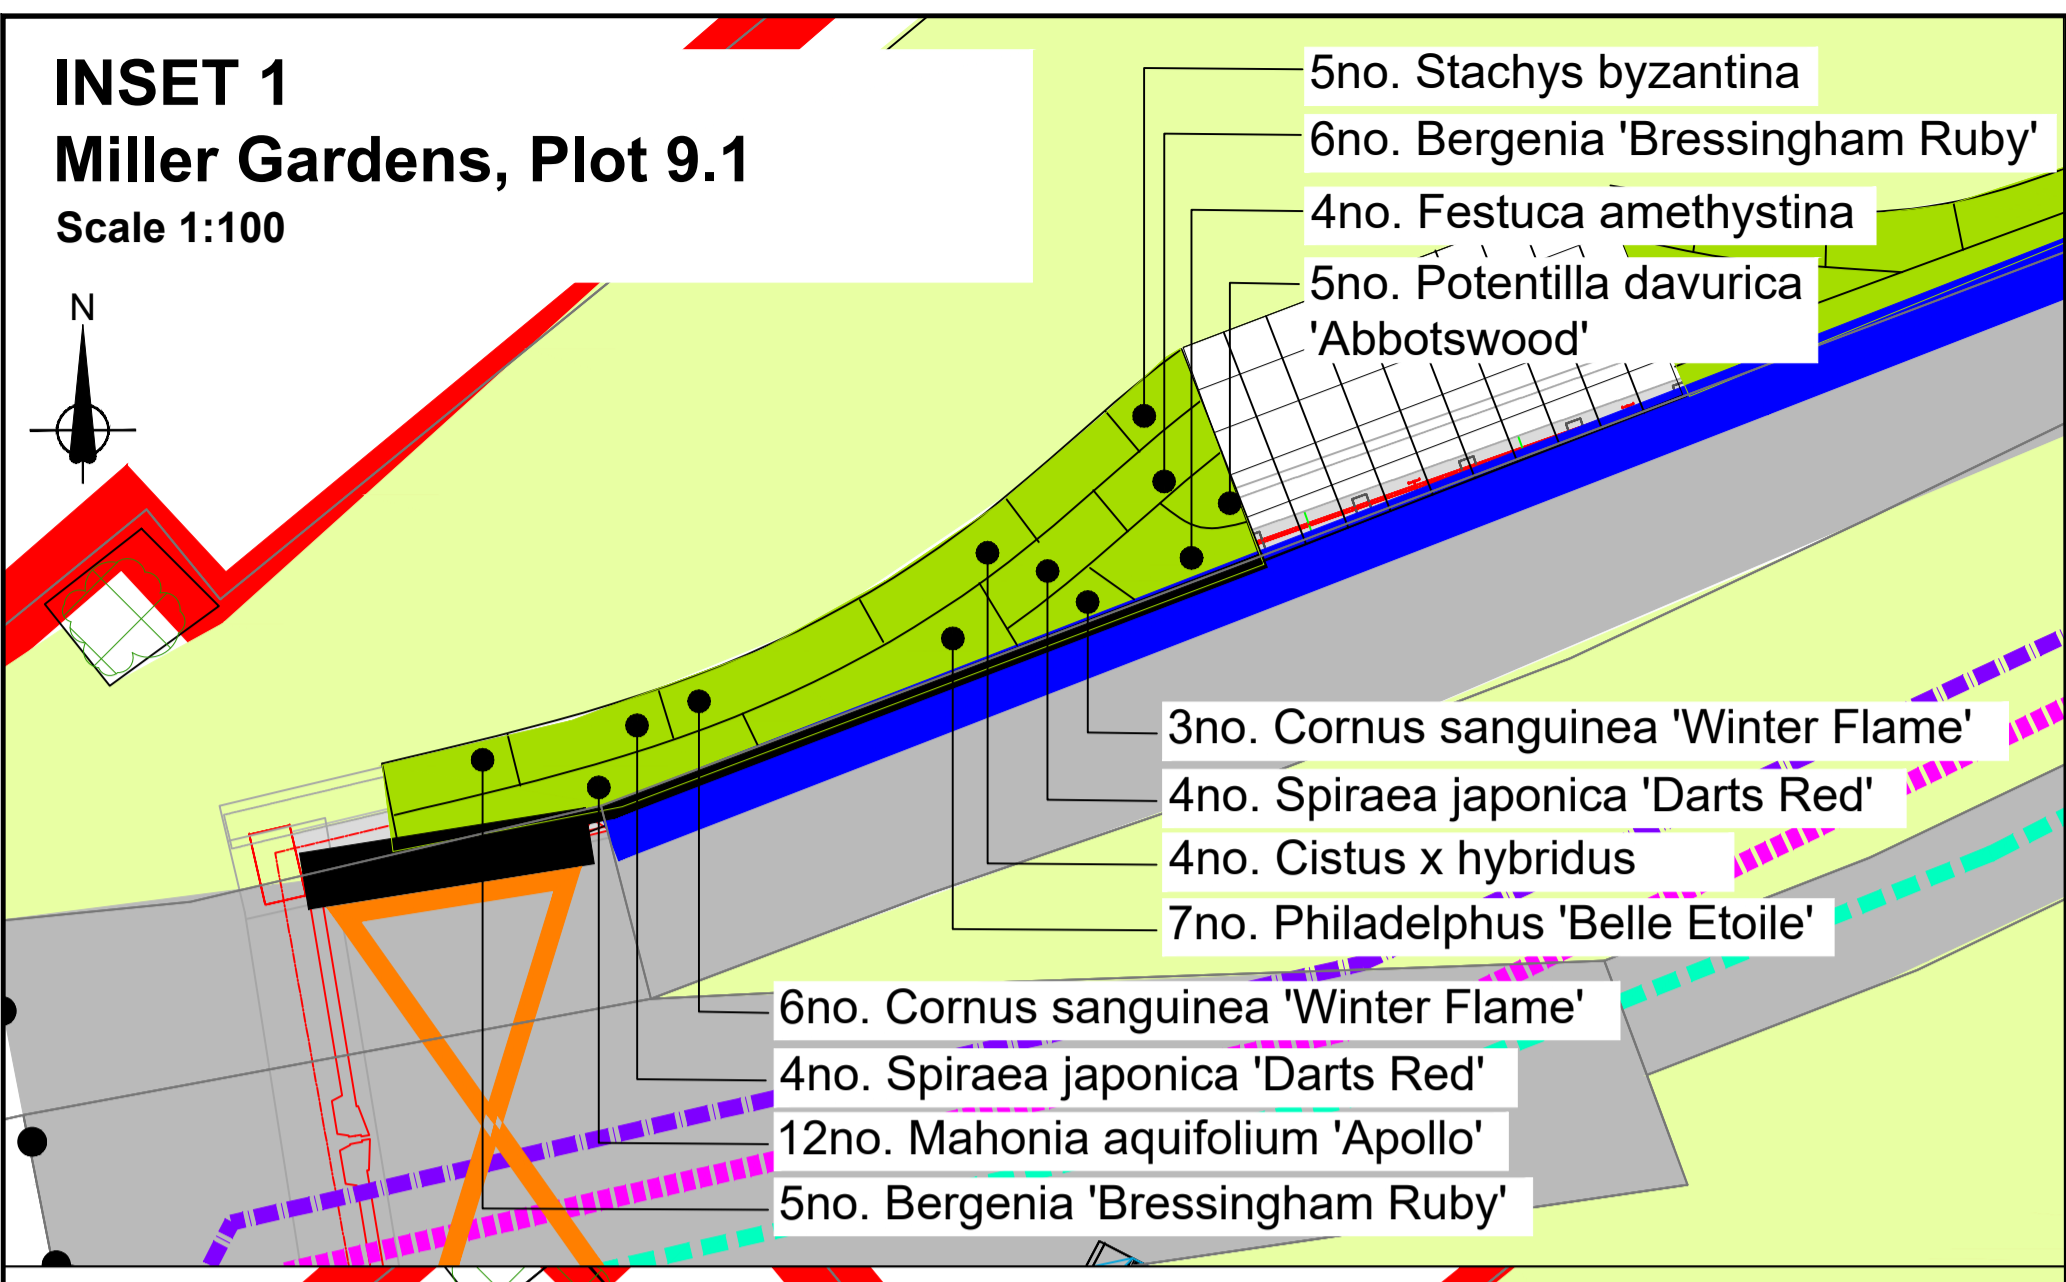 INSET 1
Miller Gardens, Plot 9.1
Scale 1:100
N
5no. Stachys byzantina
6no. Bergenia 'Bressingham Ruby'
4no. Festuca amethystina
5no. Potentilla davurica
'Abbotswood'
3no. Cornus sanguinea 'Winter Flame'
4no. Spiraea japonica 'Darts Red'
4no. Cistus x hybridus
7no. Philadelphus 'Belle Etoile'
6no. Cornus sanguinea 'Winter Flame'
4no. Spiraea japonica 'Darts Red'
12no. Mahonia aquifolium 'Apollo'
5no. Bergenia 'Bressingham Ruby'